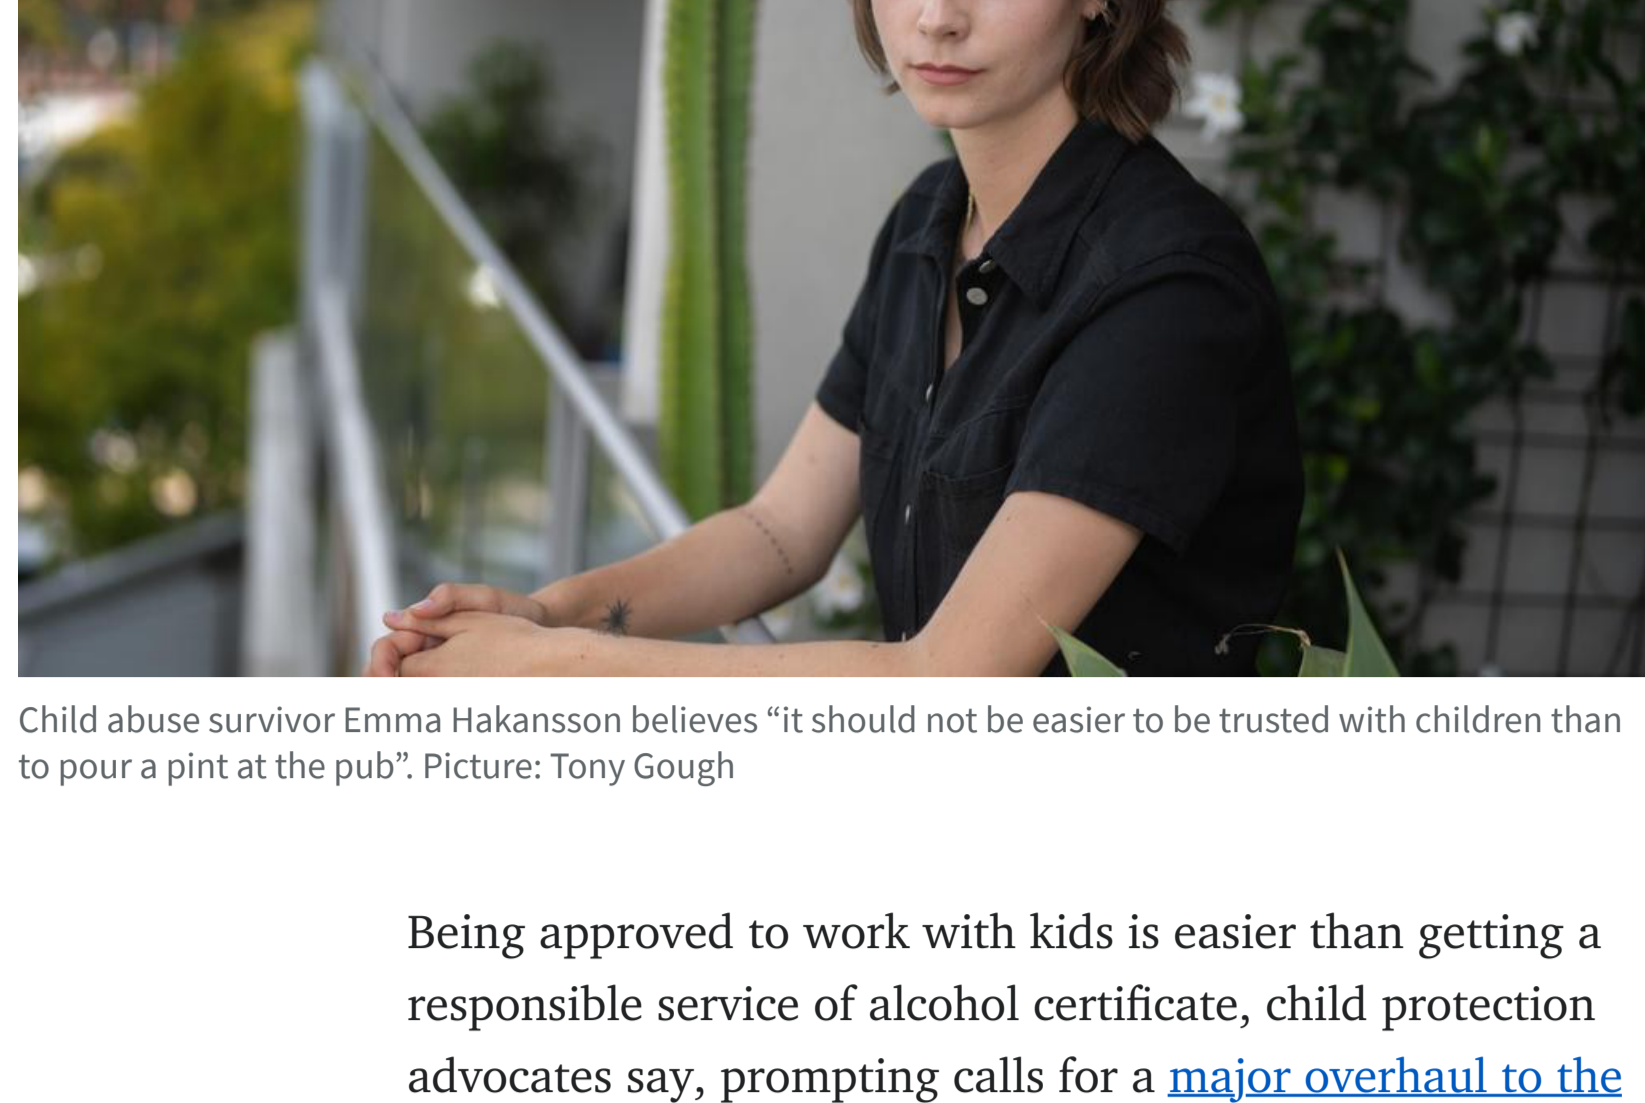 Child abuse survivor Emma Hakansson believes “it should not be easier to be trusted with children than
to pour a pint at the pub”. Picture: Tony Gough
Being approved to work with kids is easier than getting a
responsible service of alcohol certificate, child protection
advocates say, prompting calls for a major overhaul to the